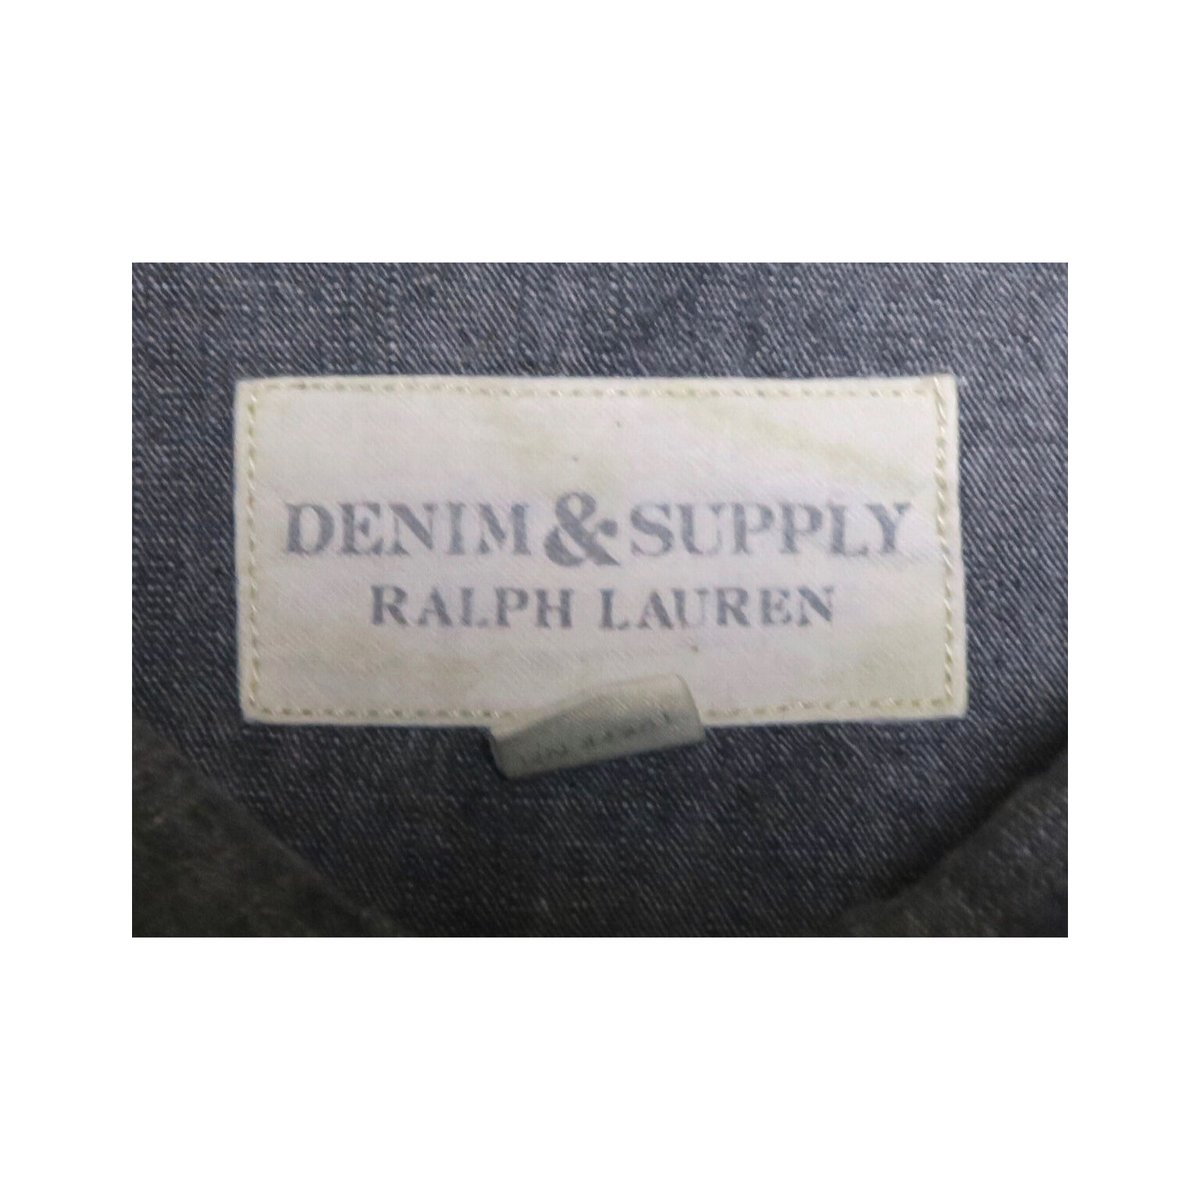 DENIM & SUPPLY
RALPH LAUREN